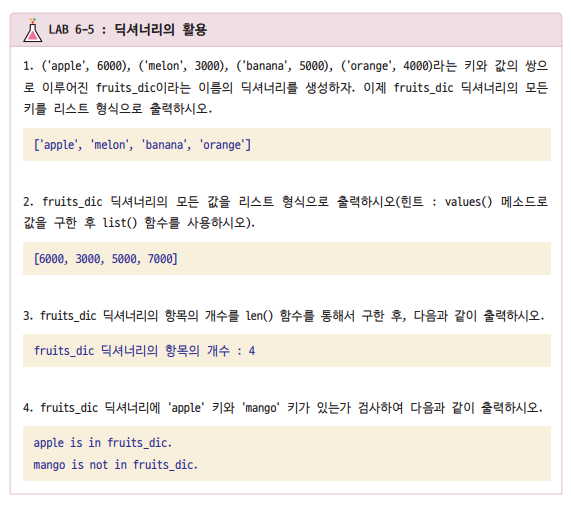 LAB 6-5 : 딕셔너리의 활용
1. ('apple', 6000), ('melon', 3000), ('banana', 5000), ('orange', 4000)라는 키와 값의 쌍으
로 이루어진 fruits_dic이라는 이름의 딕셔너리를 생성하자. 이제 fruits_dic 딕셔너리의 모든
키를 리스트 형식으로 출력하시오.
['apple', 'melon', 'banana', 'orange']
2. fruits_dic 딕셔너리의 모든 값을 리스트 형식으로 출력하시오(힌트 : values() 메소드로
값을 구한 후 list() 함수를 사용하시오).
[6000, 3000, 5000, 7000]
3. fruits_dic 딕셔너리의 항목의 개수를 len() 함수를 통해서 구한 후, 다음과 같이 출력하시오.
fruits_dic 딕셔너리의 항목의 개수 : 4
4. fruits_dic 딕셔너리에 'apple' 키와 'mango' 키가 있는가 검사하여 다음과 같이 출력하시오.
apple is in fruits_dic.
mango is not in fruits_dic.